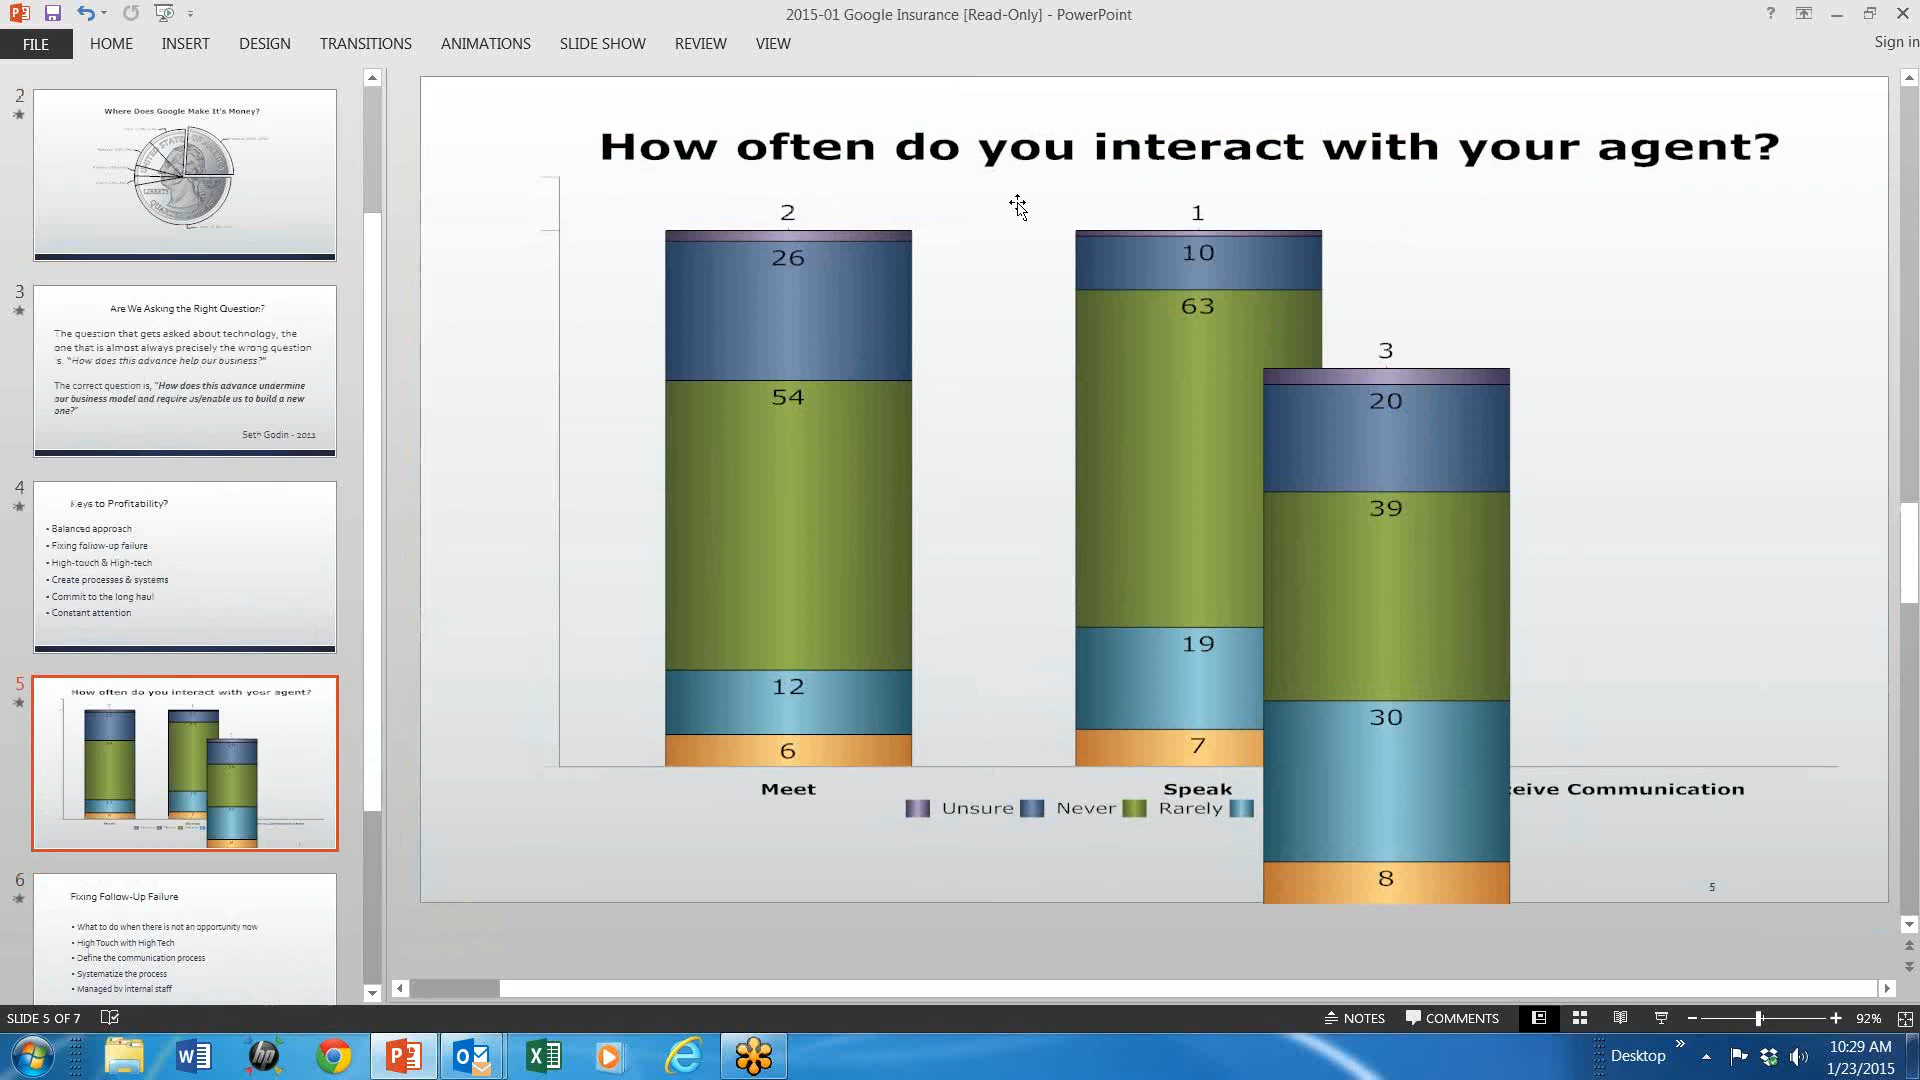 2015-01 Google Insurance [Read-Only] - PowerPoint
?
FILE
HOME
INSERT
DESIGN
TRANSITIONS
ANIMATIONS
SLIDE SHOW
REVIEW
VIEW
Sign in
2
Where Does Google Make It's Money?
3
Are We Asking the Right Question?
The question that gets asked about technology, the
one that is almost always precisely the wrong question
is, "How does this advance help our business?"
The correct question is, "How does this advance undermine
our business model and require us/enable us to build a new
one?"
Seth Godin - 2011
4
Keys to Profitability?
• Balanced approach
• Fixing follow-up failure
• High-touch & High-tech
• Create processes & systems
• Commit to the long haul
• Constant attention
5
How often do you interact with your agent?
6
Fixing Follow-Up Failure
• What to do when there is not an opportunity now
• High Touch with High Tech
• Define the communication process
• Systematize the process
• Managed by internal staff
How often do you interact with your agent?
2
26
54
12
6
1
10
63
19
7
3
20
39
30
8
Meet
Speak
eive Communication
Unsure
Never
Rarely
5
SLIDE 5 OF 7
NOTES
COMMENTS
92%
Desktop
10:29 AM
1/23/2015